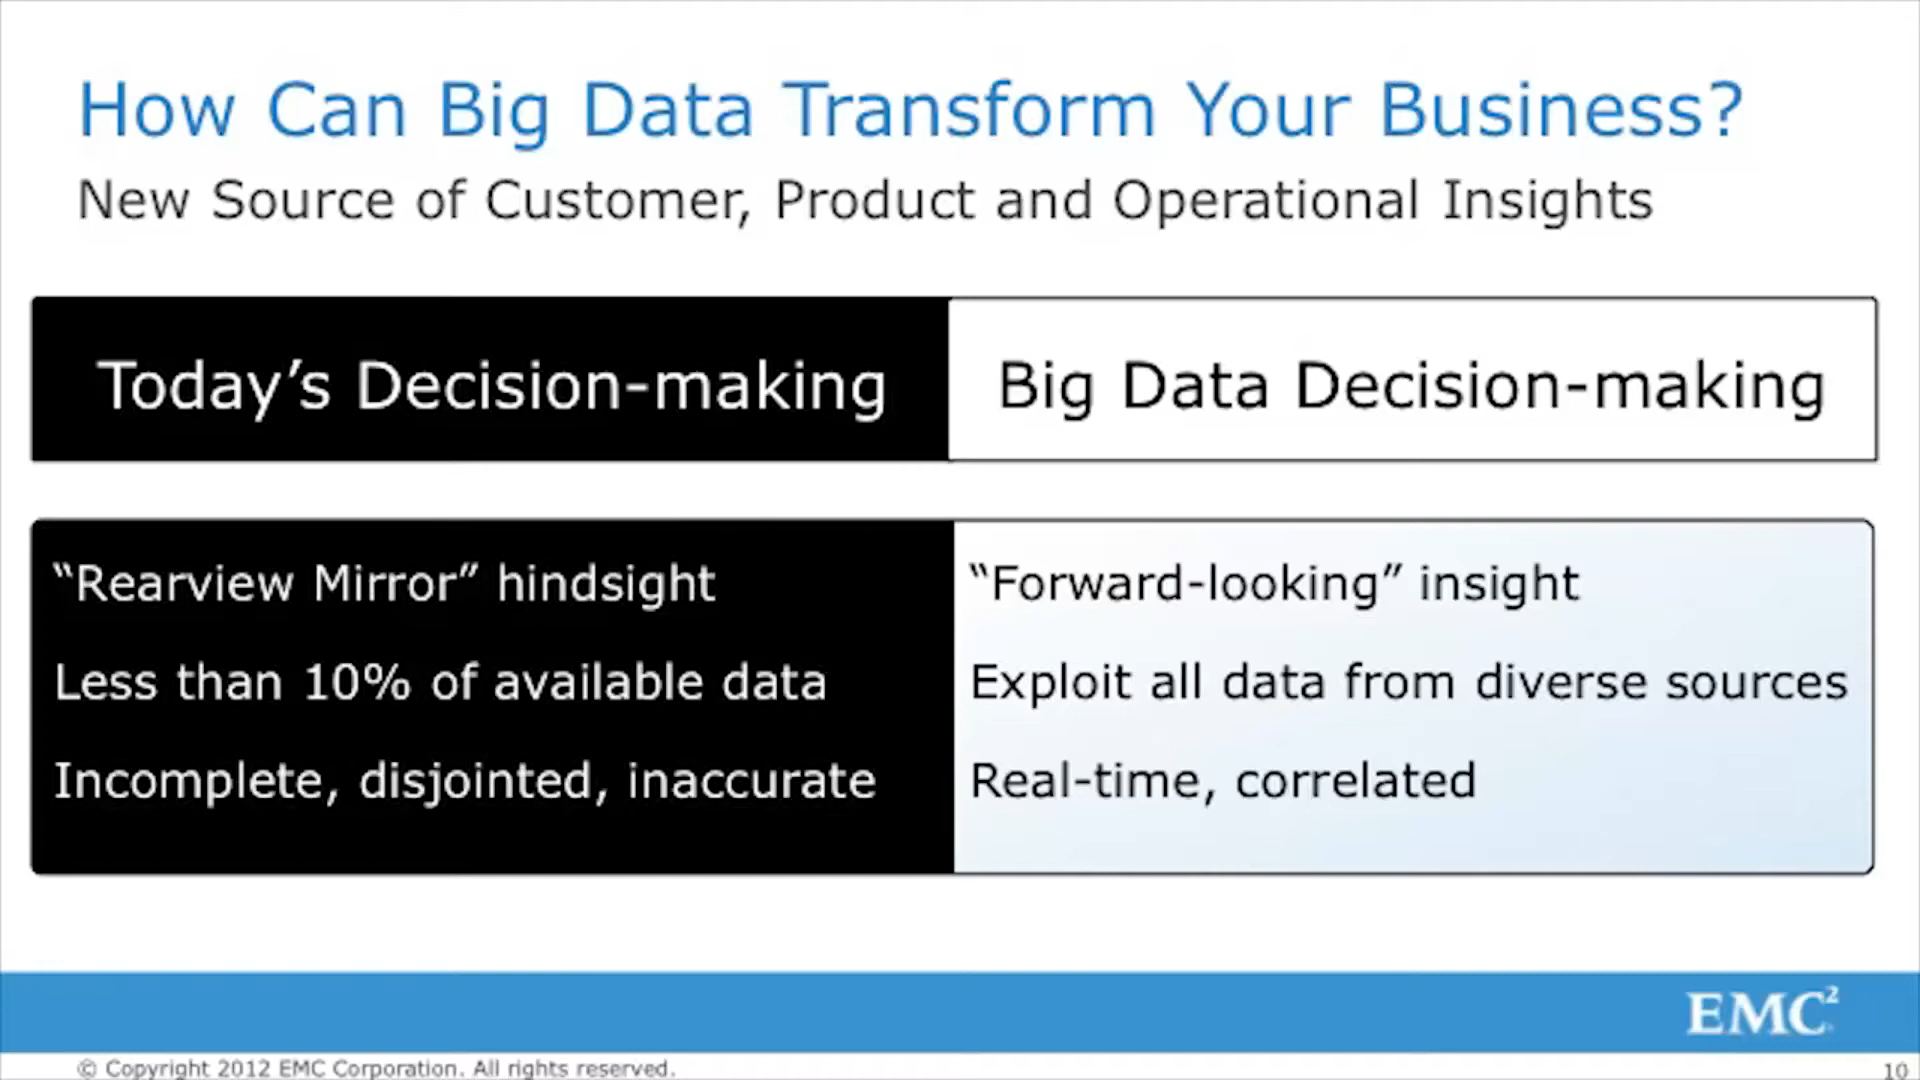 How Can Big Data Transform Your Business?
New Source of Customer, Product and Operational Insights
Today’s Decision-making
Big Data Decision-making
“Rearview Mirror” hindsight
Less than 10% of available data
Incomplete, disjointed, inaccurate
“Forward-looking” insight
Exploit all data from diverse sources
Real-time, correlated
EMC²
© Copyright 2012 EMC Corporation. All rights reserved.
10